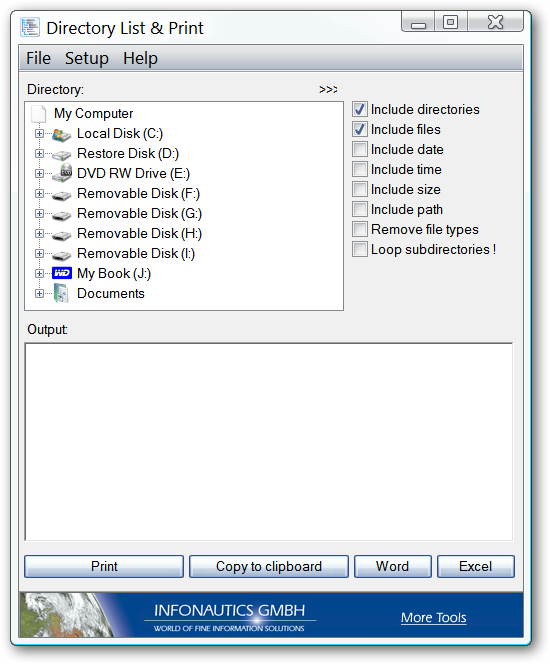 Directory List & Print
File Setup Help
Directory: >>>
My Computer
Local Disk (C:)
Restore Disk (D:)
DVD RW Drive (E:)
Removable Disk (F:)
Removable Disk (G:)
Removable Disk (H:)
Removable Disk (I:)
WD My Book (J:)
Documents
Include directories
Include files
Include date
Include time
Include size
Include path
Remove file types
Loop subdirectories !
Output:
Print Copy to clipboard Word Excel
INFONAUTICS GMBH
WORLD OF FINE INFORMATION SOLUTIONS
More Tools